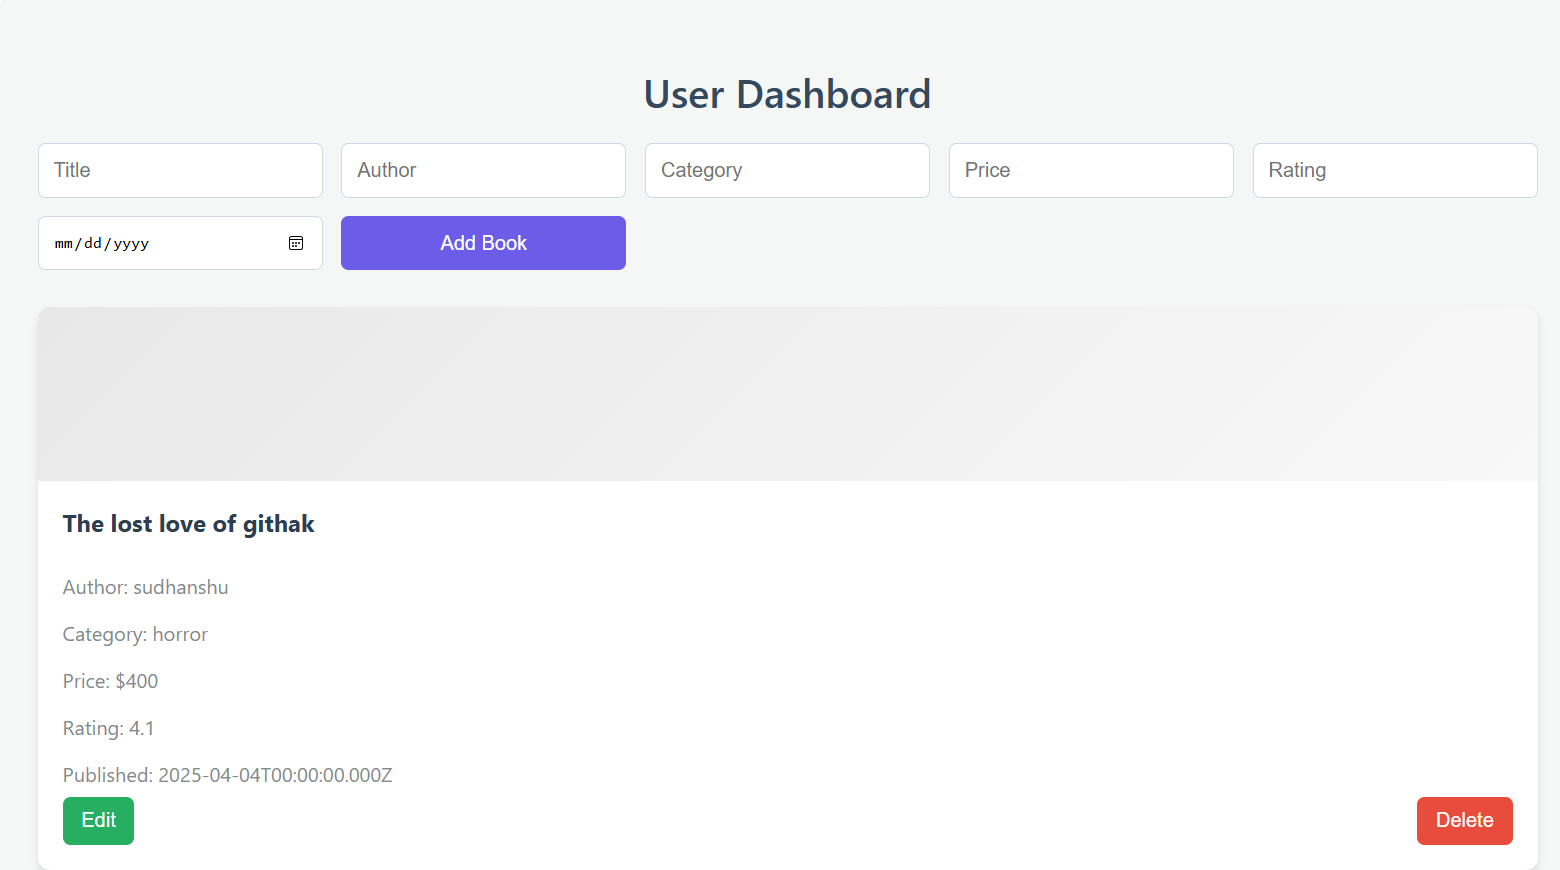 User Dashboard
Title Author Category Price Rating
mm/dd/yyyy Add Book
The lost love of githak
Author: sudhanshu
Category: horror
Price: $400
Rating: 4.1
Published: 2025-04-04T00:00:00.000Z
Edit Delete